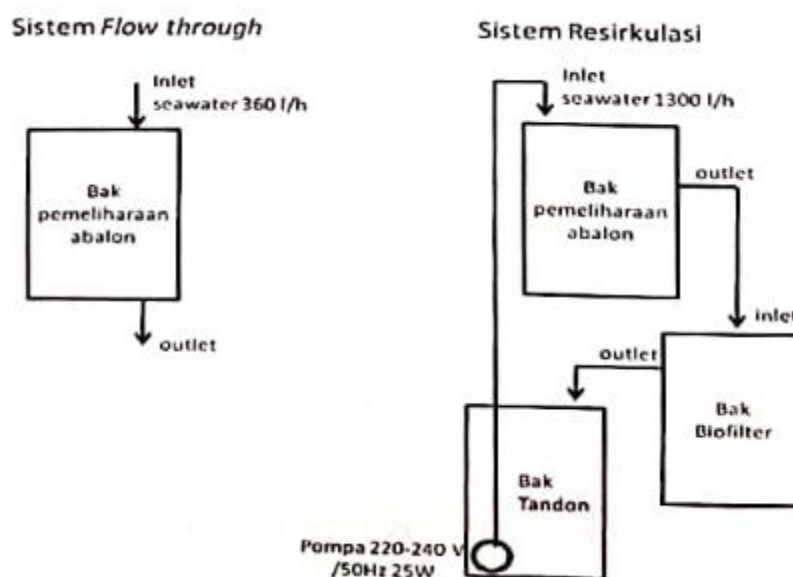 Sistem Flow through
Inlet
seawater 360 l/h
Bak
pemeliharaan
abalon
outlet
Sistem Resirkulasi
Inlet
seawater 1300 l/h
Bak
pemeliharaan
abalon
outlet
inlet
Bak
Biofilter
outlet
Bak
Tandon
Pompa 220-240 V
/50Hz 25W